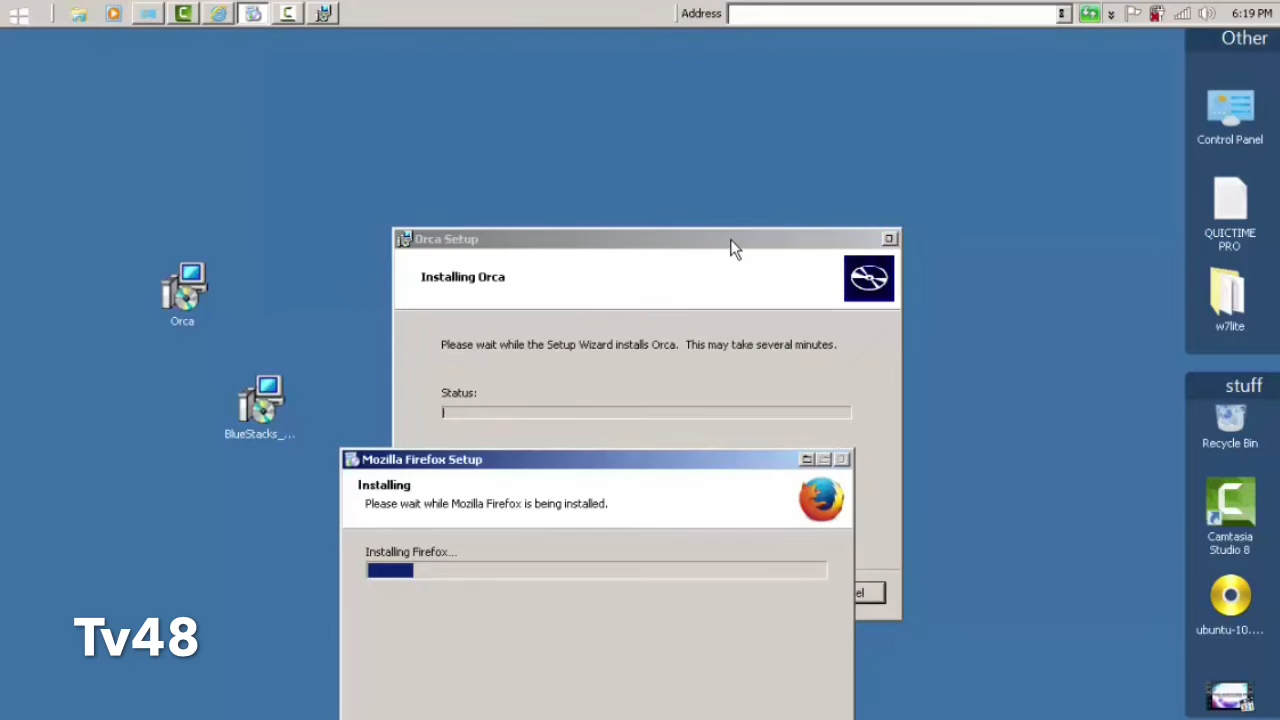 Address
6:19 PM
Other
Control Panel
QUICTIME
PRO
w7lite
stuff
Recycle Bin
Camtasia
Studio 8
ubuntu-10....
Orca
BlueStacks_...
Orca Setup
Installing Orca
Please wait while the Setup Wizard installs Orca. This may take several minutes.
Status:
el
Mozilla Firefox Setup
Installing
Please wait while Mozilla Firefox is being installed.
Installing Firefox...
Tv48